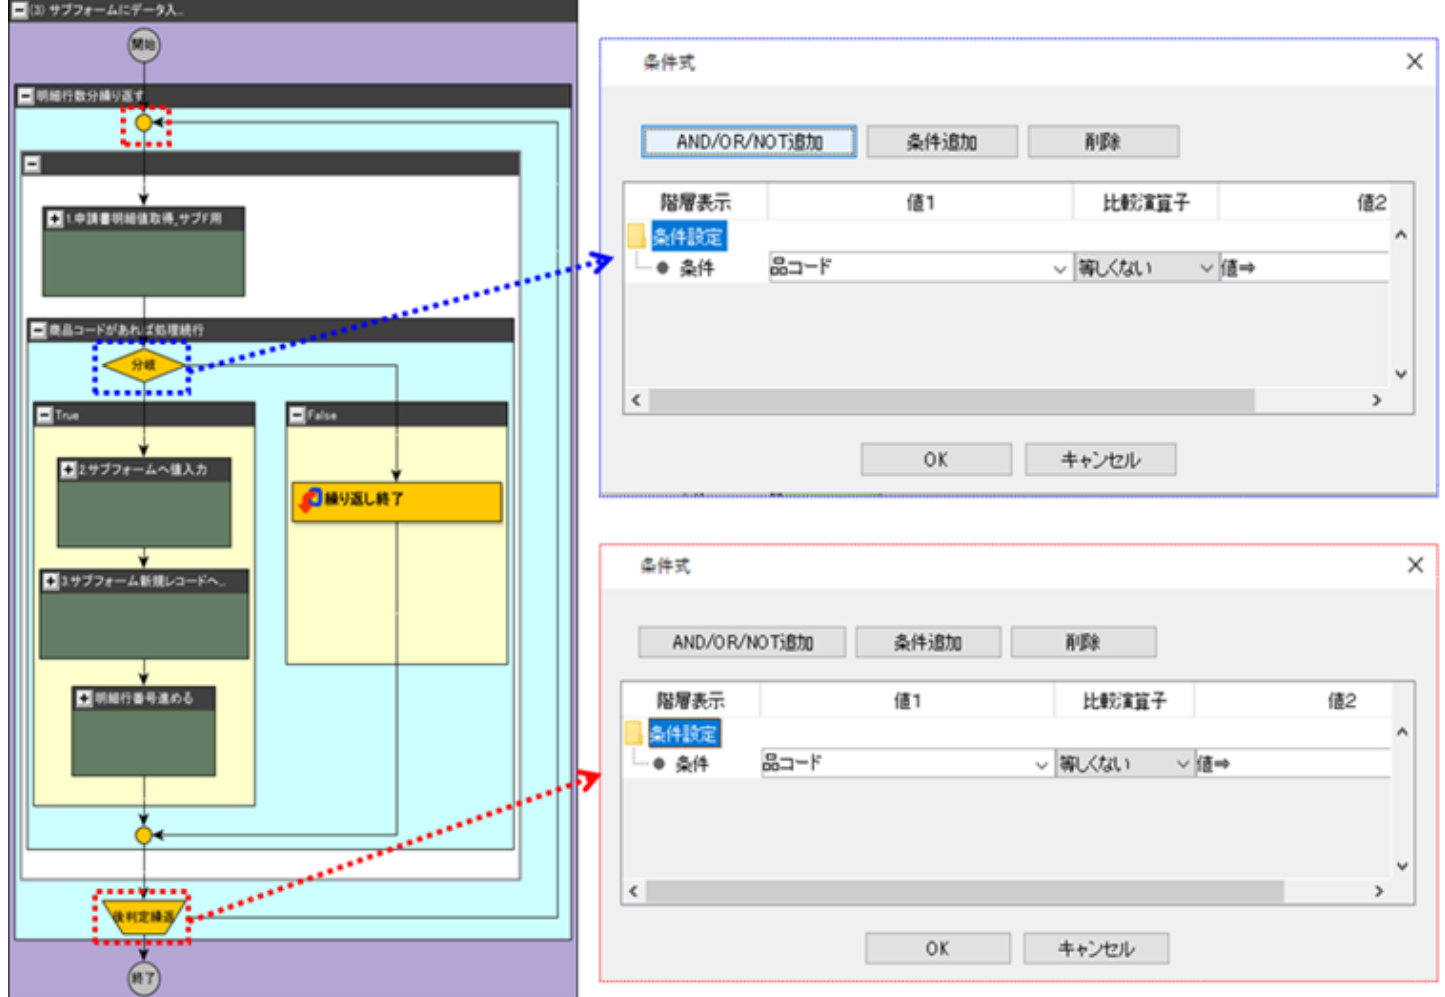 (3) サブフォームにデータ入..
開始
明細行数分繰り返す
1.申請書明細値取得_サブF用
商品コードがあれば処理続行
分岐
True
False
2.サブフォームへ値入力
繰り返し終了
3.サブフォーム新規レコードへ..
明細行番号進める
後判定繰返
終了
条件式
AND/OR/NOT追加
条件追加
削除
階層表示
値1
比較演算子
値2
条件設定
条件
品コード
等しくない
値⇒
OK
キャンセル
条件式
AND/OR/NOT追加
条件追加
削除
階層表示
値1
比較演算子
値2
条件設定
条件
品コード
等しくない
値⇒
OK
キャンセル